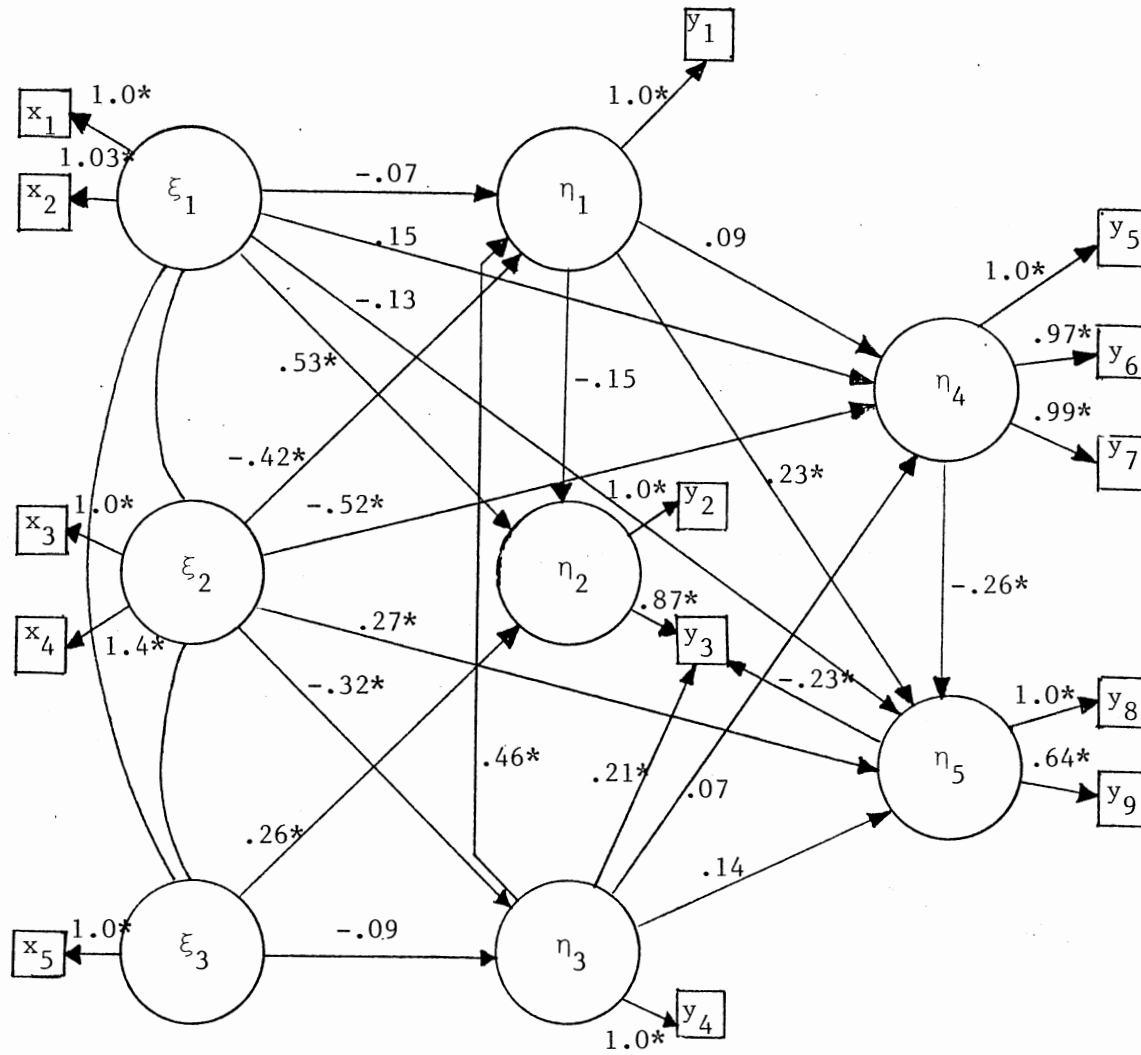 y1
1.0*
1.0*
x1
1.03*
x2
ξ1
-.07
η1
.15
.09
y5
1.0*
-.13
.53*
-.15
.97*
y6
η4
.99*
y7
-.42*
-.52*
.23*
1.0*
y2
1.0*
x3
ξ2
η2
.87*
-.26*
x4
1.4*
.27*
y3
-.32*
-.23*
1.0*
y8
η5
.46*
.21*
.07
.64*
y9
.26*
.14
1.0*
x5
ξ3
-.09
η3
y4
1.0*